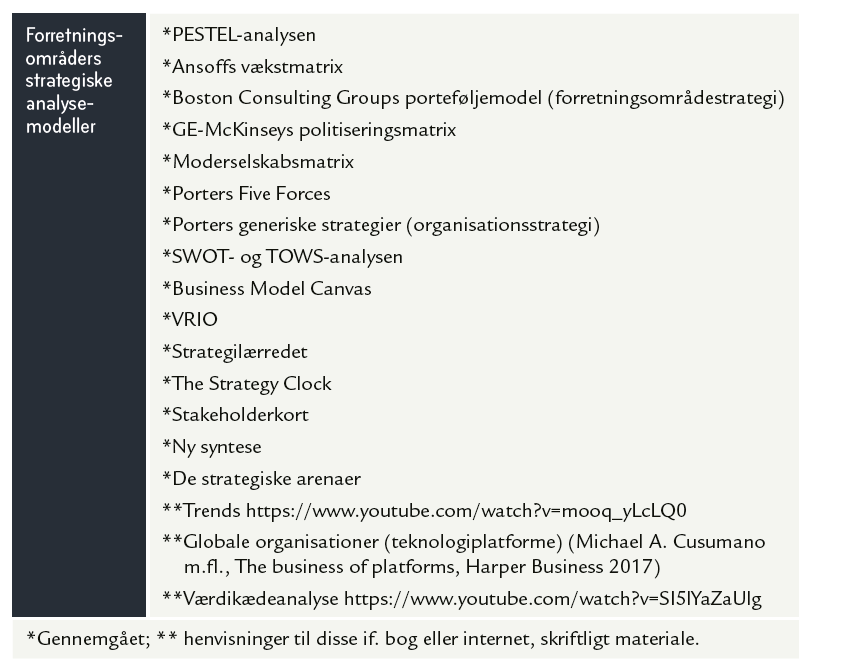 Forretnings-
områders
strategiske
analyse-
modeller
*PESTEL-analysen
*Ansoffs vækstmatrix
*Boston Consulting Groups porteføljemodel (forretningsområdestrategi)
*GE-McKinseys politiseringsmatrix
*Moderselskabsmatrix
*Porters Five Forces
*Porters generiske strategier (organisationsstrategi)
*SWOT- og TOWS-analysen
*Business Model Canvas
*VRIO
*Strategilærredet
*The Strategy Clock
*Stakeholderkort
*Ny syntese
*De strategiske arenaer
**Trends https://www.youtube.com/watch?v=mooq_yLcLQ0
**Globale organisationer (teknologiplatforme) (Michael A. Cusumano
m.fl., The business of platforms, Harper Business 2017)
**Værdikædeanalyse https://www.youtube.com/watch?v=SI5lYaZaUlg
*Gennemgået; ** henvisninger til disse if. bog eller internet, skriftligt materiale.